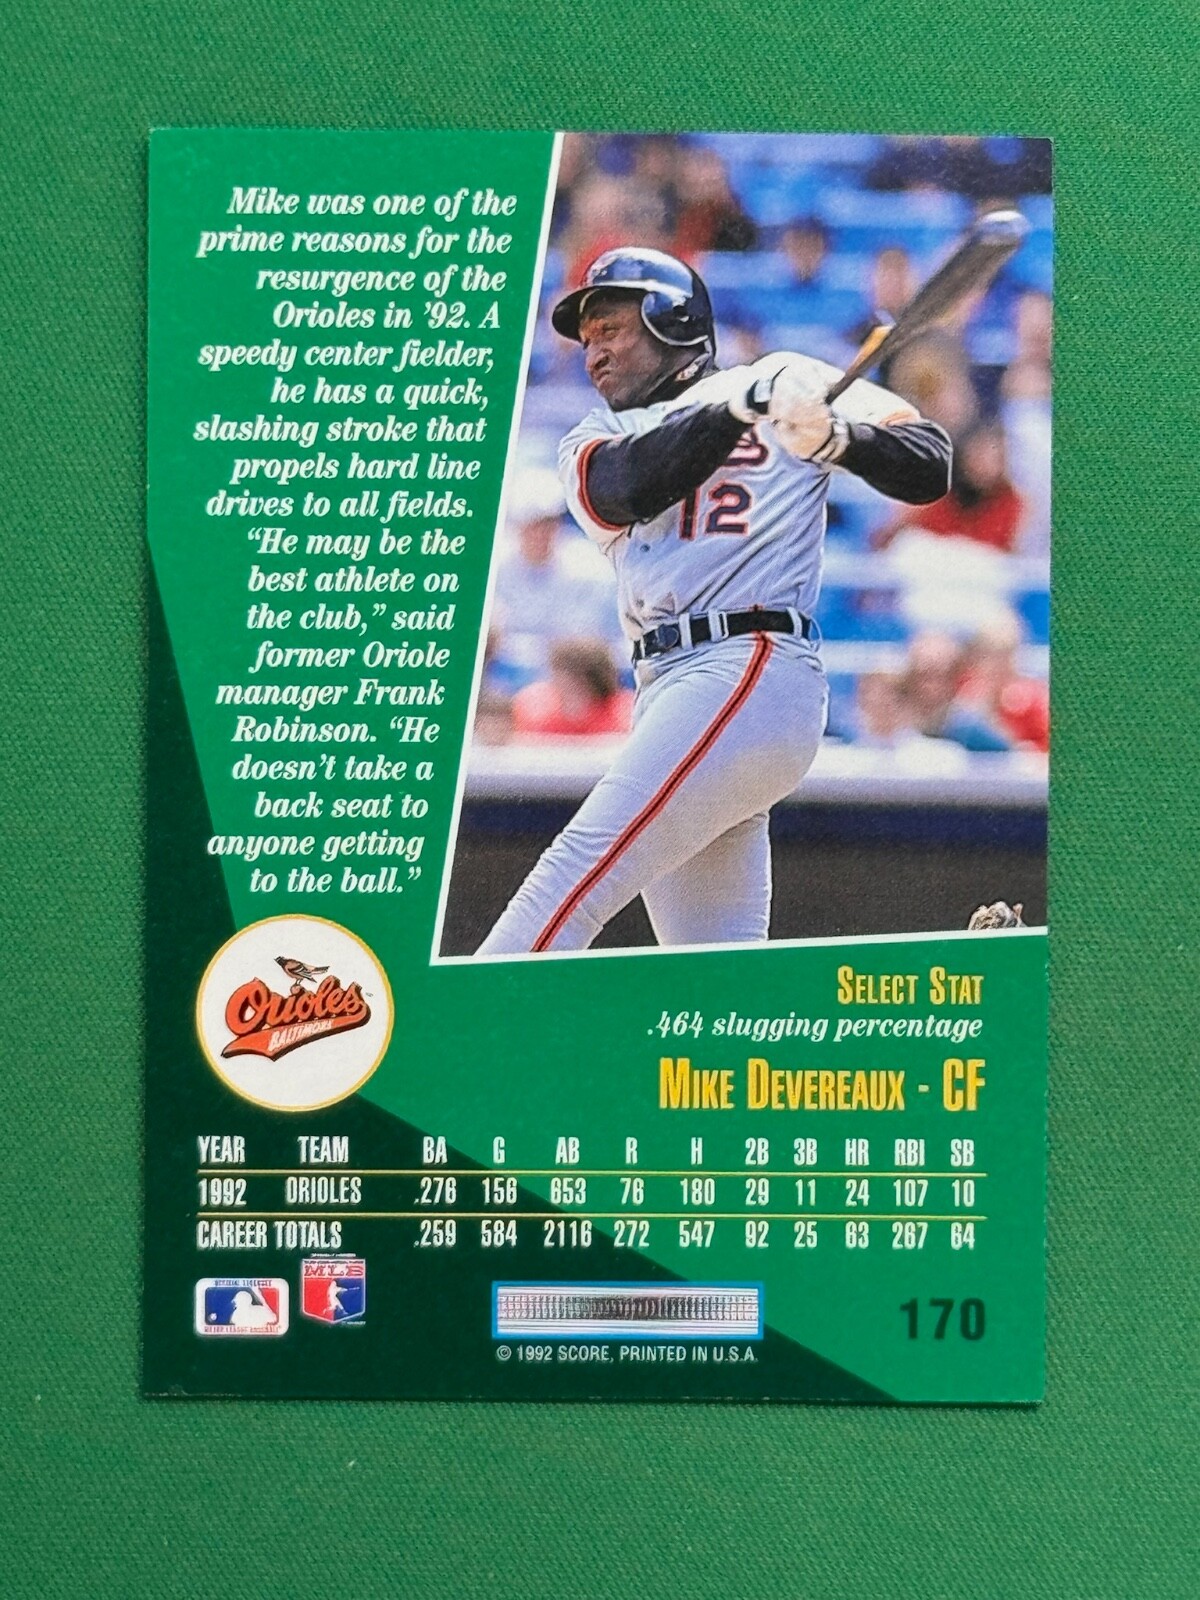 Mike was one of the
prime reasons for the
resurgence of the
Orioles in '92. A
speedy center fielder,
he has a quick,
slashing stroke that
propels hard line
drives to all fields.
“He may be the
best athlete on
the club,” said
former Oriole
manager Frank
Robinson. “He
doesn't take a
back seat to
anyone getting
to the ball.”
12
Orioles
BALTIMORE
SELECT STAT
.464 slugging percentage
MIKE DEVEREAUX - CF
YEAR TEAM BA G AB R H 2B 3B HR RBI SB
1992 ORIOLES .276 156 653 76 180 29 11 24 107 10
CAREER TOTALS .259 584 2116 272 547 92 25 63 267 64
MLB
170
© 1992 SCORE, PRINTED IN U.S.A.